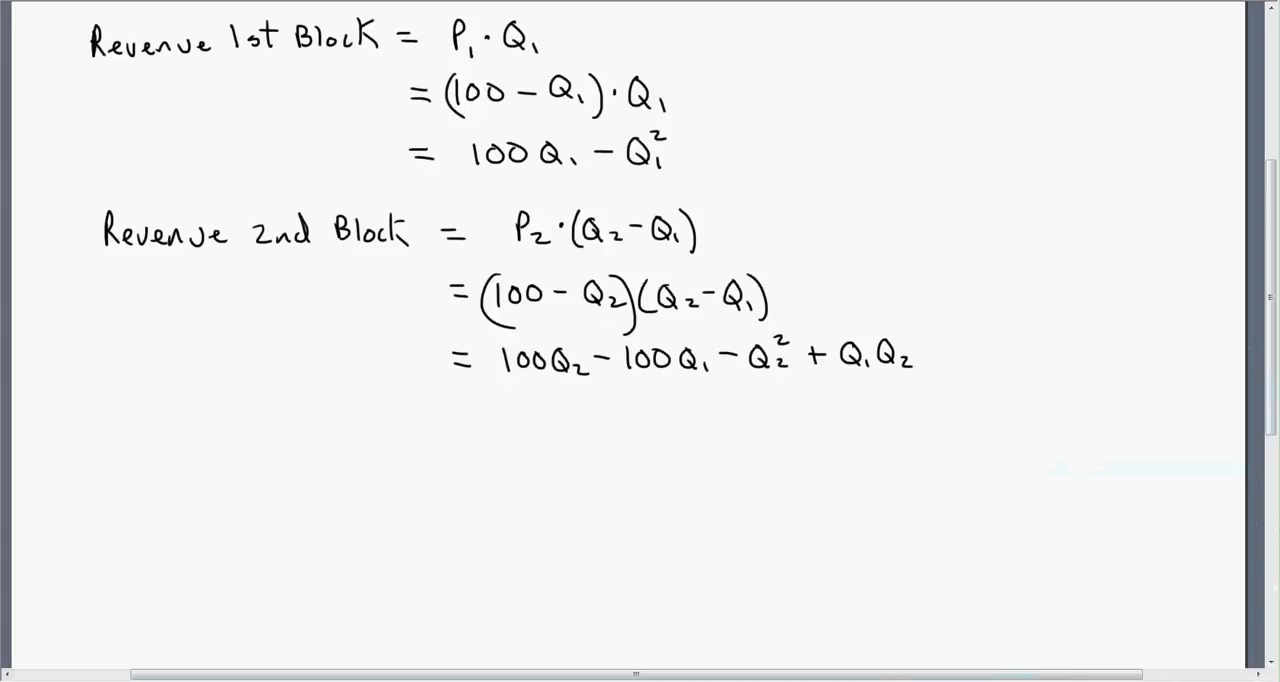 Revenue 1st Block = P₁ · Q₁
= (100 - Q₁) · Q₁
= 100Q₁ - Q₁²
Revenue 2nd Block = P₂ · (Q₂ - Q₁)
= (100 - Q₂)(Q₂ - Q₁)
= 100Q₂ - 100Q₁ - Q₂² + Q₁Q₂